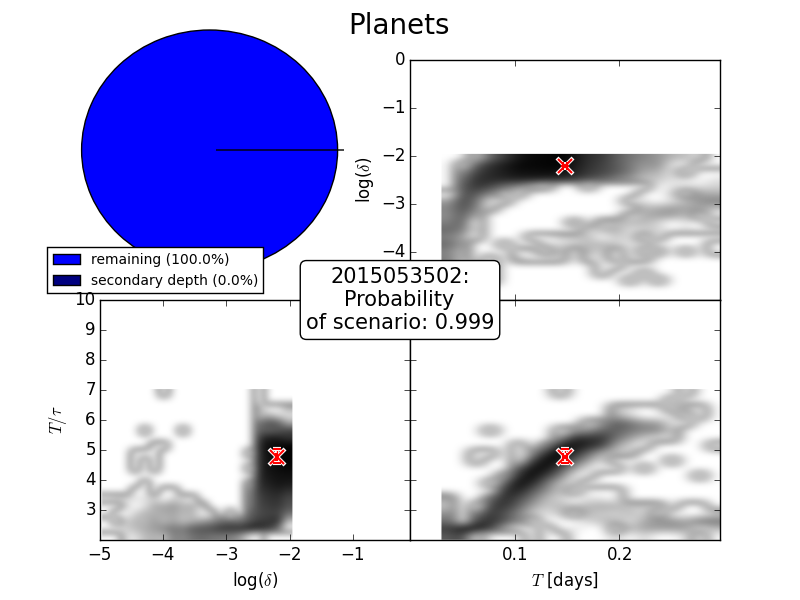 Planets
remaining (100.0%)
secondary depth (0.0%)
0
−1
−2
−3
−4
log(δ)
2015053502:
Probability
of scenario: 0.999
10
9
8
7
6
5
4
3
T/τ
−5
−4
−3
−2
−1
log(δ)
0.1
0.2
T [days]